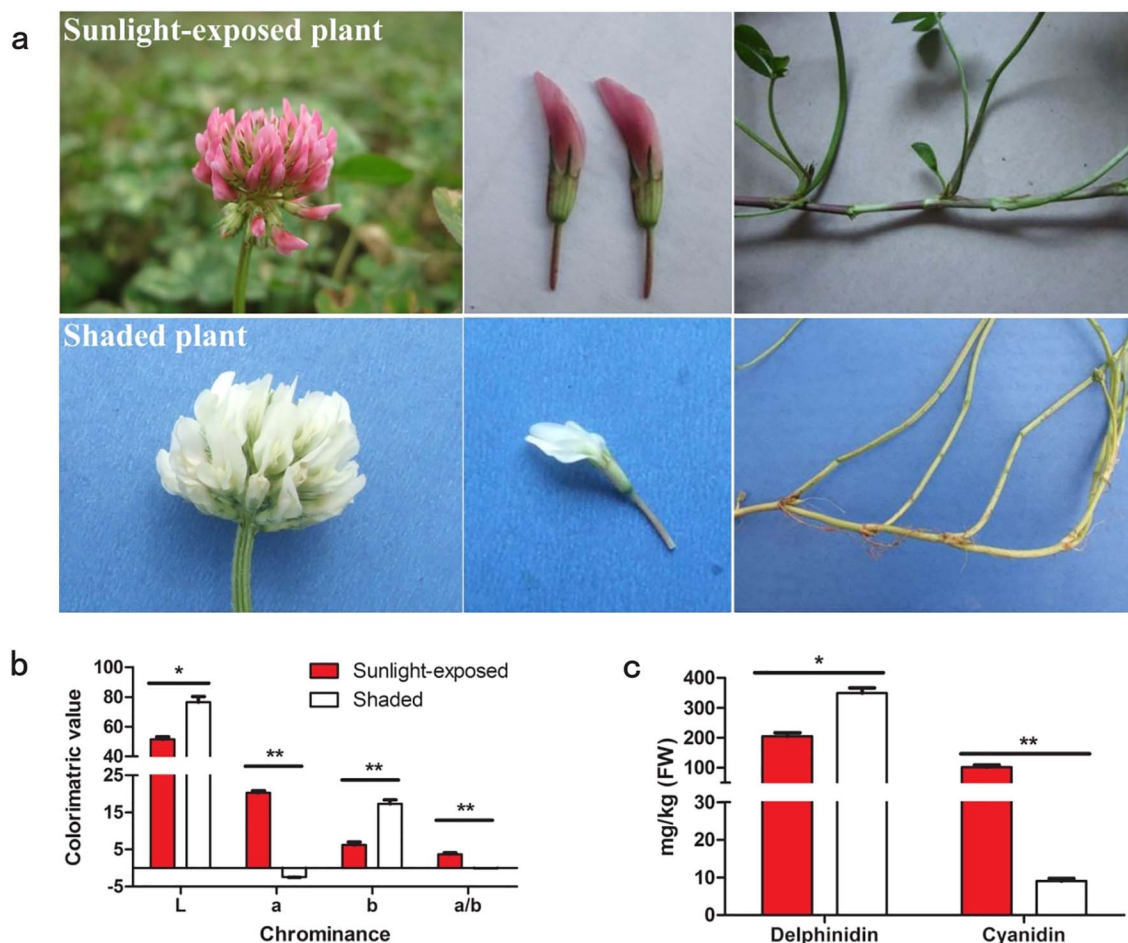 a
Sunlight-exposed plant
Shaded plant
b
Colorimatric value
100
80
60
40
25
15
5
-5
*
**
**
**
Sunlight-exposed
Shaded
L a b a/b
Chrominance
c
mg/kg (FW)
400
300
200
100
30
20
10
0
*
**
Delphinidin Cyanidin